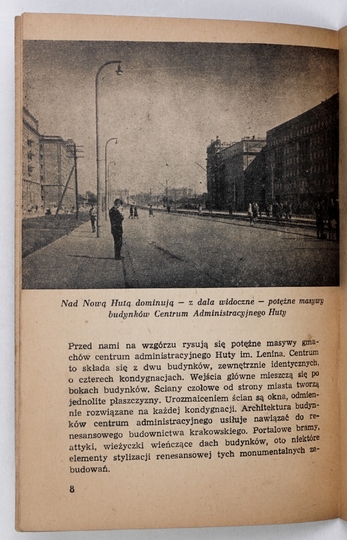 Nad Nową Hutą dominują — z dala widoczne — potężne masywy
budynków Centrum Administracyjnego Huty
Przed nami na wzgórzu rysują się potężne masywy gma-
chów centrum administracyjnego Huty im. Lenina. Centrum
to składa się z dwu budynków, zewnętrznie identycznych,
o czterech kondygnacjach. Wejścia główne mieszczą się po
bokach budynków. Ściany czołowe od strony miasta tworzą
jednolite płaszczyzny. Urozmaiceniem ścian są okna, odmien-
nie rozwiązane na każdej kondygnacji. Architektura budyn-
ków centrum administracyjnego usiłuje nawiązać do re-
nesansowego budownictwa krakowskiego. Portalowe bramy,
attyki, wieżyczki wieńczące dach budynków, oto niektóre
elementy stylizacji renesansowej tych monumentalnych za-
budowań.
8